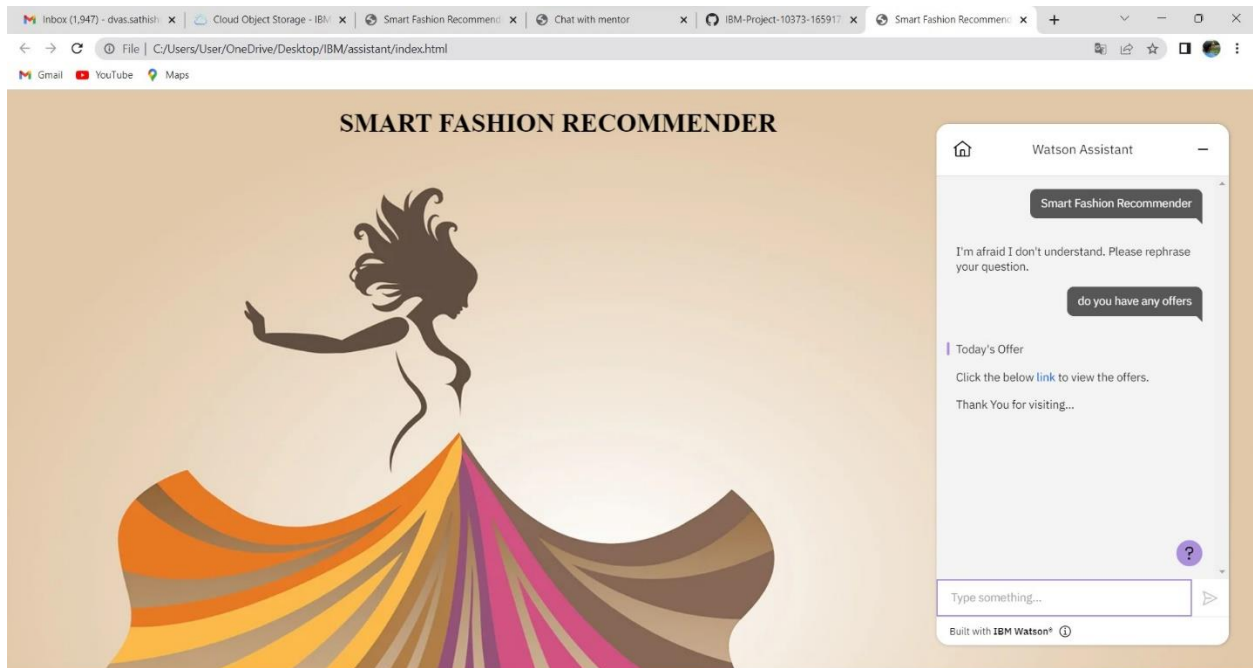 Inbox (1,947) - dvas.sathish
Cloud Object Storage - IBM
Smart Fashion Recommend
Chat with mentor
IBM-Project-10373-165917
Smart Fashion Recommend
File | C:/Users/User/OneDrive/Desktop/IBM/assistant/index.html
Gmail YouTube Maps
SMART FASHION RECOMMENDER
Watson Assistant
Smart Fashion Recommender
I'm afraid I don't understand. Please rephrase
your question.
do you have any offers
Today's Offer
Click the below link to view the offers.
Thank You for visiting...
?
Type something...
Built with IBM Watson®